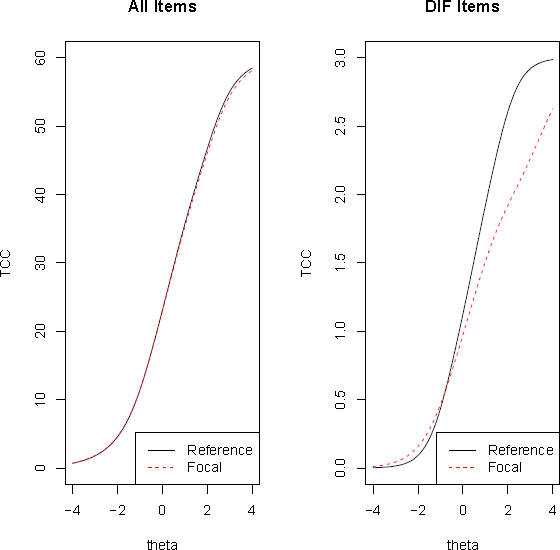 All Items
DIF Items
TCC
60
50
40
30
20
10
0
Reference
Focal
−4 −2 0 2 4
theta
TCC
3.0
2.5
2.0
1.5
1.0
0.5
0.0
Reference
Focal
−4 −2 0 2 4
theta